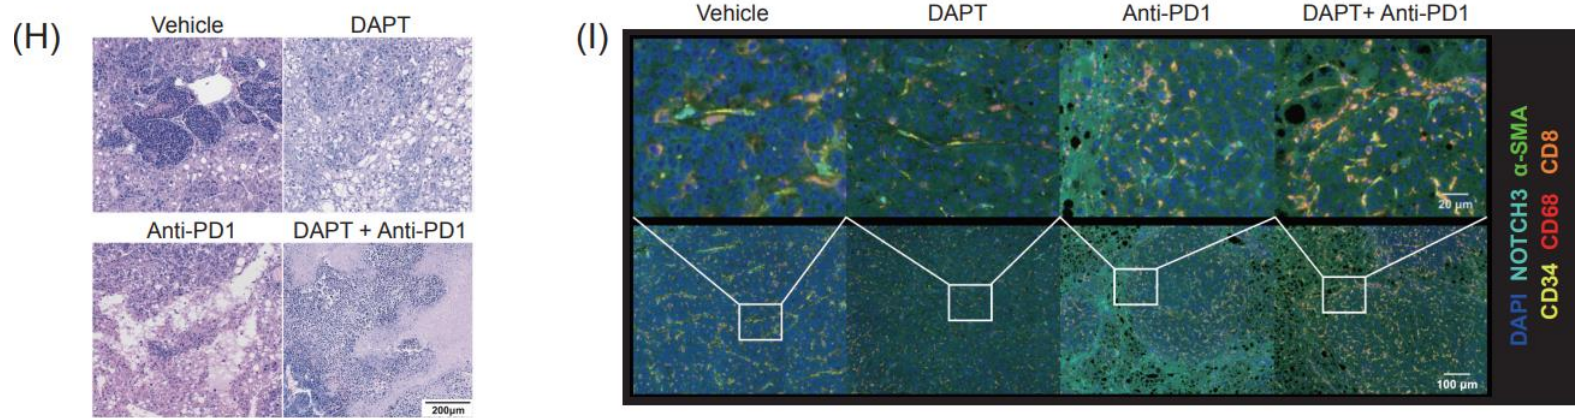 (H)
Vehicle DAPT
Anti-PD1 DAPT + Anti-PD1
200μm
(I)
Vehicle DAPT Anti-PD1 DAPT+ Anti-PD1
20 μm
100 μm
DAPI NOTCH3 α-SMA
CD34 CD68 CD8